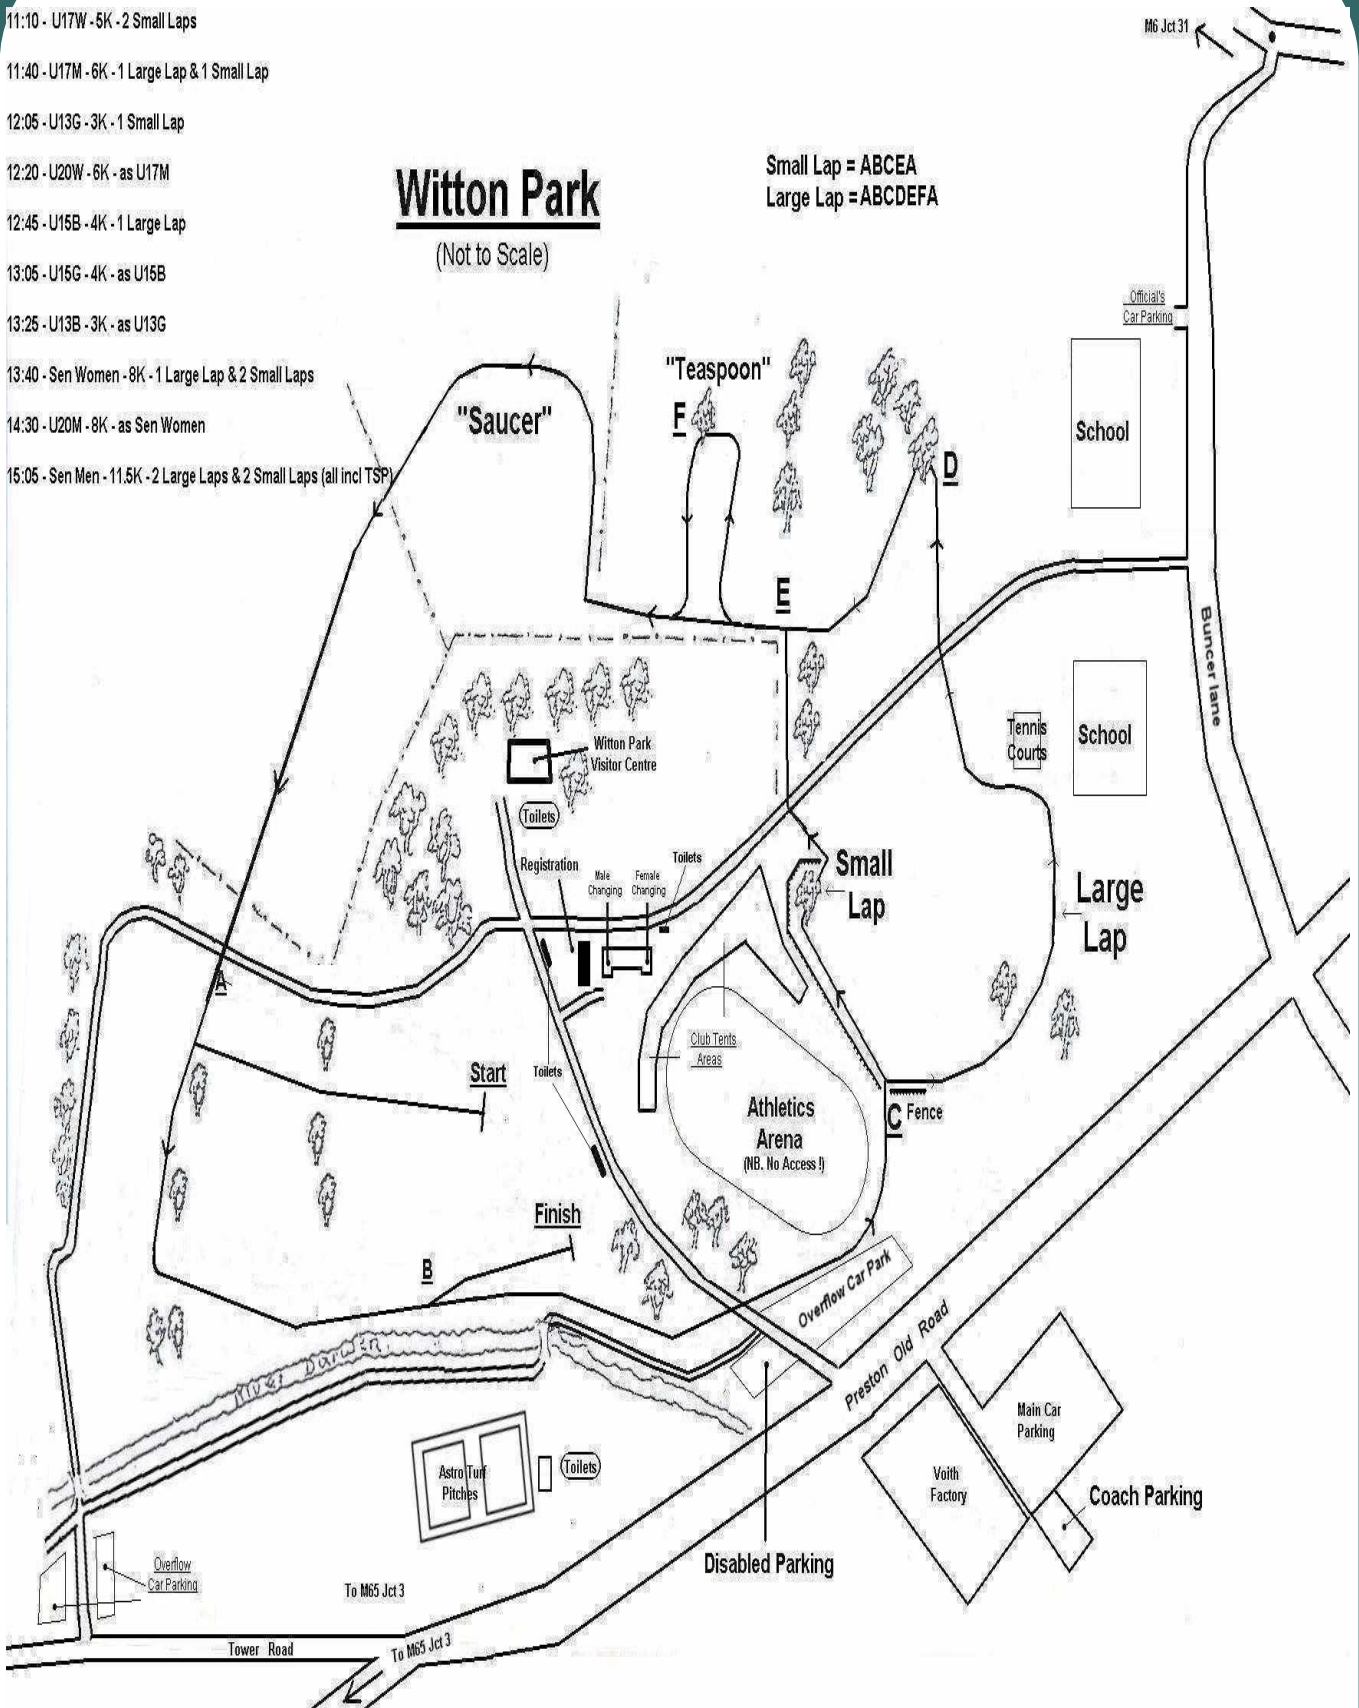 11:10 - U17W - 5K - 2 Small Laps
11:40 - U17M - 6K - 1 Large Lap & 1 Small Lap
12:05 - U13G - 3K - 1 Small Lap
12:20 - U20W - 6K - as U17M
12:45 - U15B - 4K - 1 Large Lap
13:05 - U15G - 4K - as U15B
13:25 - U13B - 3K - as U13G
13:40 - Sen Women - 8K - 1 Large Lap & 2 Small Laps
14:30 - U20M - 8K - as Sen Women
15:05 - Sen Men - 11.5K - 2 Large Laps & 2 Small Laps (all incl TSP)
M6 Jct 31
Witton Park
(Not to Scale)
Small Lap = ABCEA
Large Lap = ABCDEFA
Official's
Car Parking
"Teaspoon"
"Saucer"
F
School
D
E
Buncer lane
Tennis
Courts
School
Witton Park
Visitor Centre
Toilets
Registration
Male
Changing
Female
Changing
Toilets
Small
Lap
Large
Lap
A
Club Tents
Areas
Start
Toilets
Athletics
Arena
(NB. No Access !)
C
Fence
Finish
B
Overflow Car Park
River Darwen
Preston Old Road
Main Car
Parking
Astro Turf
Pitches
Toilets
Voith
Factory
Coach Parking
Disabled Parking
Overflow
Car Parking
To M65 Jct 3
Tower Road
To M65 Jct 3